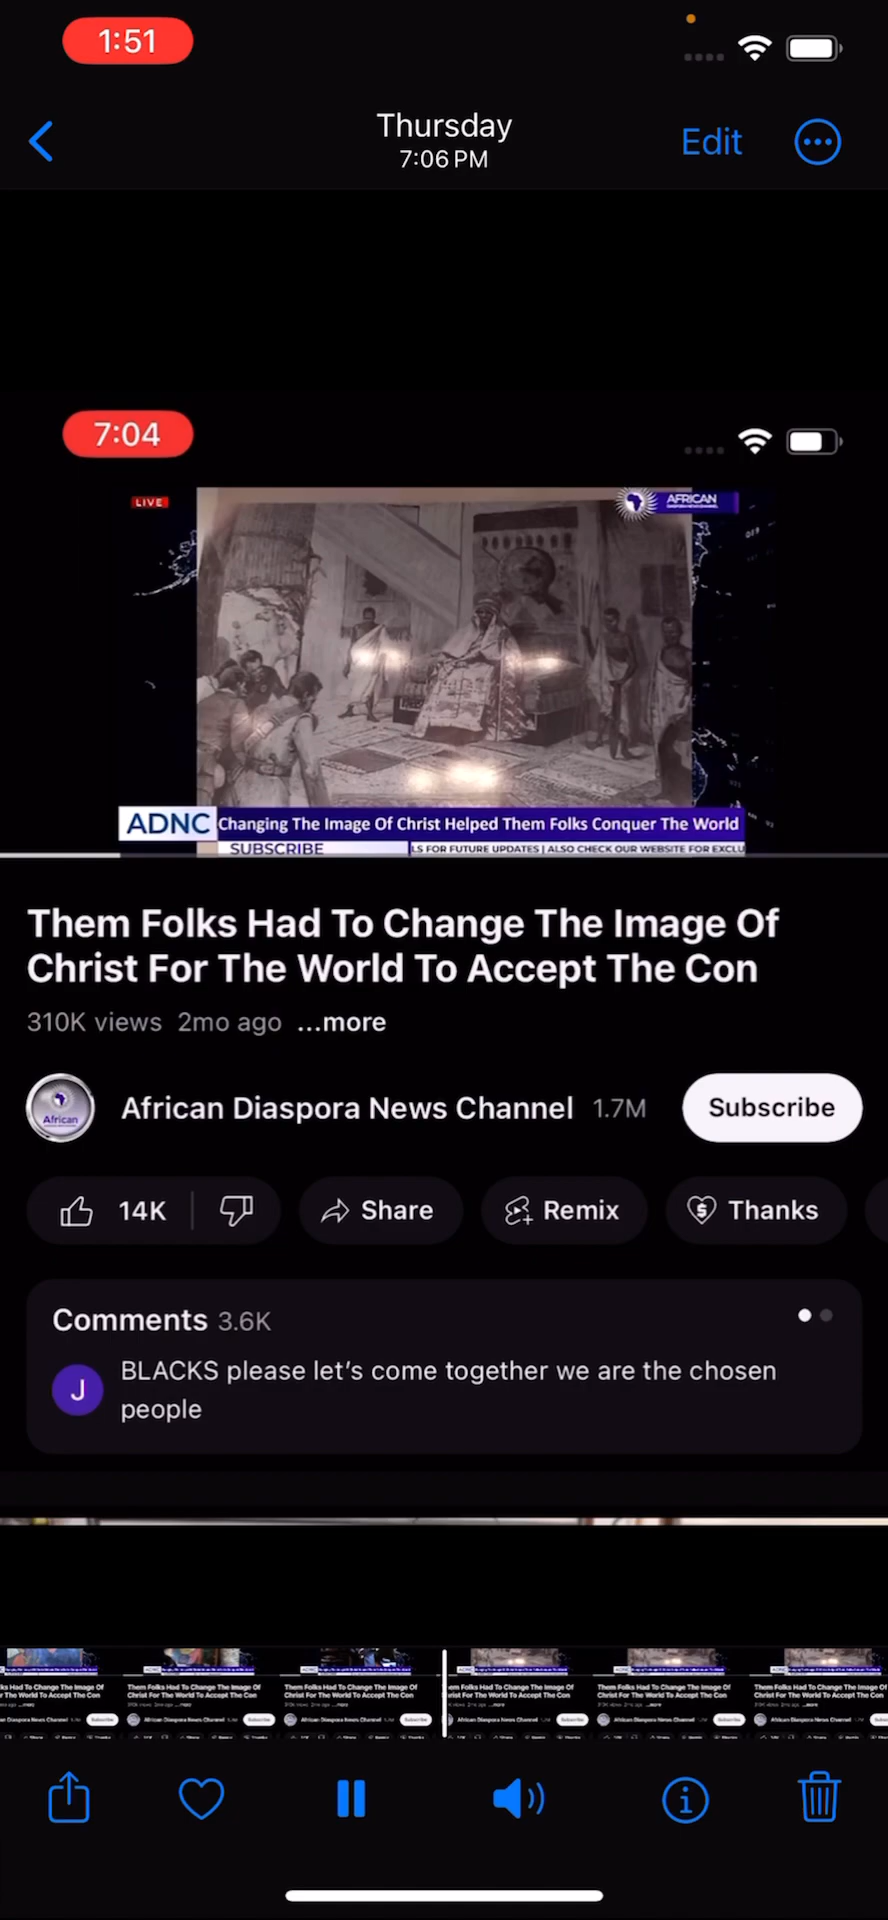 1:51
Thursday
7:06 PM
Edit
7:04
LIVE
AFRICAN
ADNC Changing The Image Of Christ Helped Them Folks Conquer The World
SUBSCRIBE LS FOR FUTURE UPDATES | ALSO CHECK OUR WEBSITE FOR EXCLU
Them Folks Had To Change The Image Of
Christ For The World To Accept The Con
310K views 2mo ago ...more
African
African Diaspora News Channel 1.7M Subscribe
14K Share Remix Thanks
Comments 3.6K
J
BLACKS please let's come together we are the chosen
people